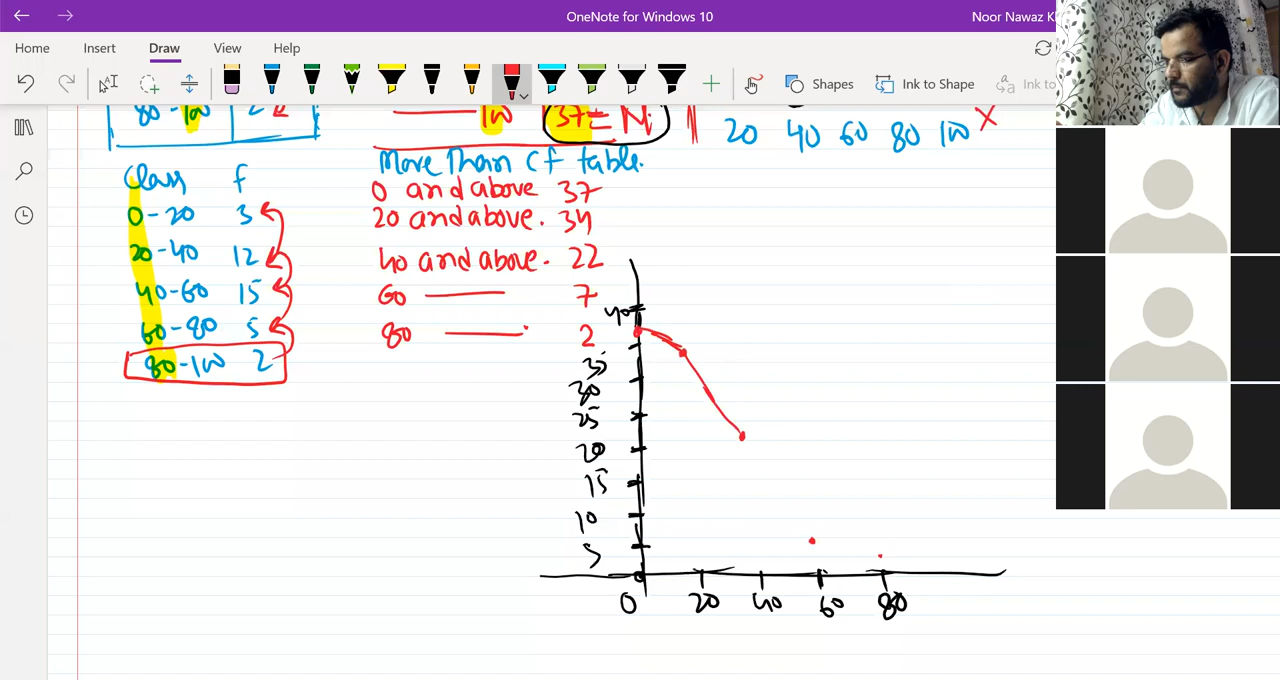 OneNote for Windows 10
Noor Nawaz K
Home Insert Draw View Help
Shapes Ink to Shape Ink to
80-100 2
100 37 = N
20 40 60 80 100 X
More Than cf table.
Class f
0 and above 37
0-20 3
20 and above. 34
20-40 12
40 and above. 22
40-60 15
60 —— 7
60-80 5
80 —— 2
80-100 2
40
35
30
25
20
15
10
5
0 20 40 60 80